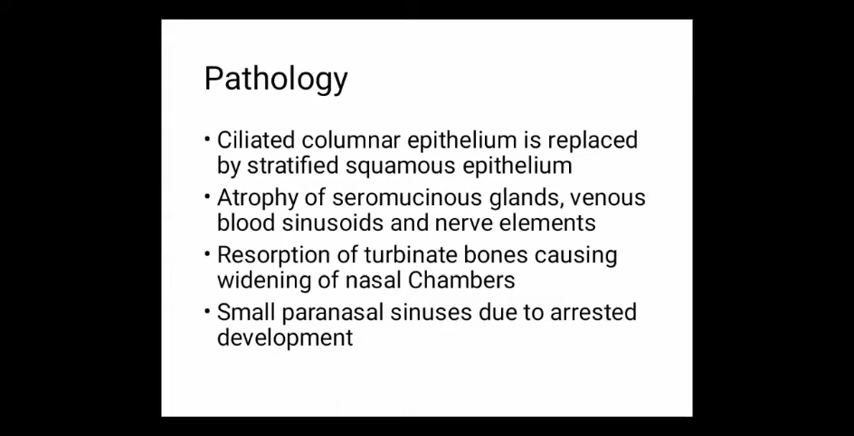 Pathology
• Ciliated columnar epithelium is replaced
by stratified squamous epithelium
• Atrophy of seromucinous glands, venous
blood sinusoids and nerve elements
• Resorption of turbinate bones causing
widening of nasal Chambers
• Small paranasal sinuses due to arrested
development